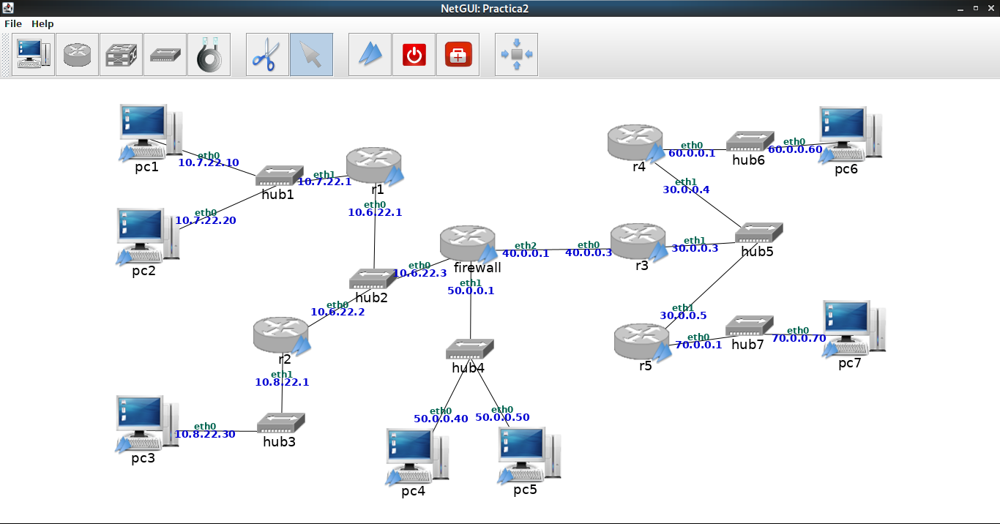 NetGUI: Practica2
File Help
pc1
eth0
10.7.22.10
hub1
eth1
10.7.22.1
r1
eth0
10.6.22.1
pc2
eth0
10.7.22.20
hub2
eth0
10.6.22.3
firewall
eth0
10.6.22.2
r2
eth1
10.8.22.1
pc3
eth0
10.8.22.30
hub3
eth1
50.0.0.1
hub4
eth0
50.0.0.40
pc4
eth0
50.0.0.50
pc5
eth2
40.0.0.1
eth0
40.0.0.3
r3
eth1
30.0.0.3
hub5
r4
eth0
60.0.0.1
hub6
eth0
60.0.0.60
pc6
eth1
30.0.0.4
eth1
30.0.0.5
r5
eth0
70.0.0.1
hub7
eth0
70.0.0.70
pc7